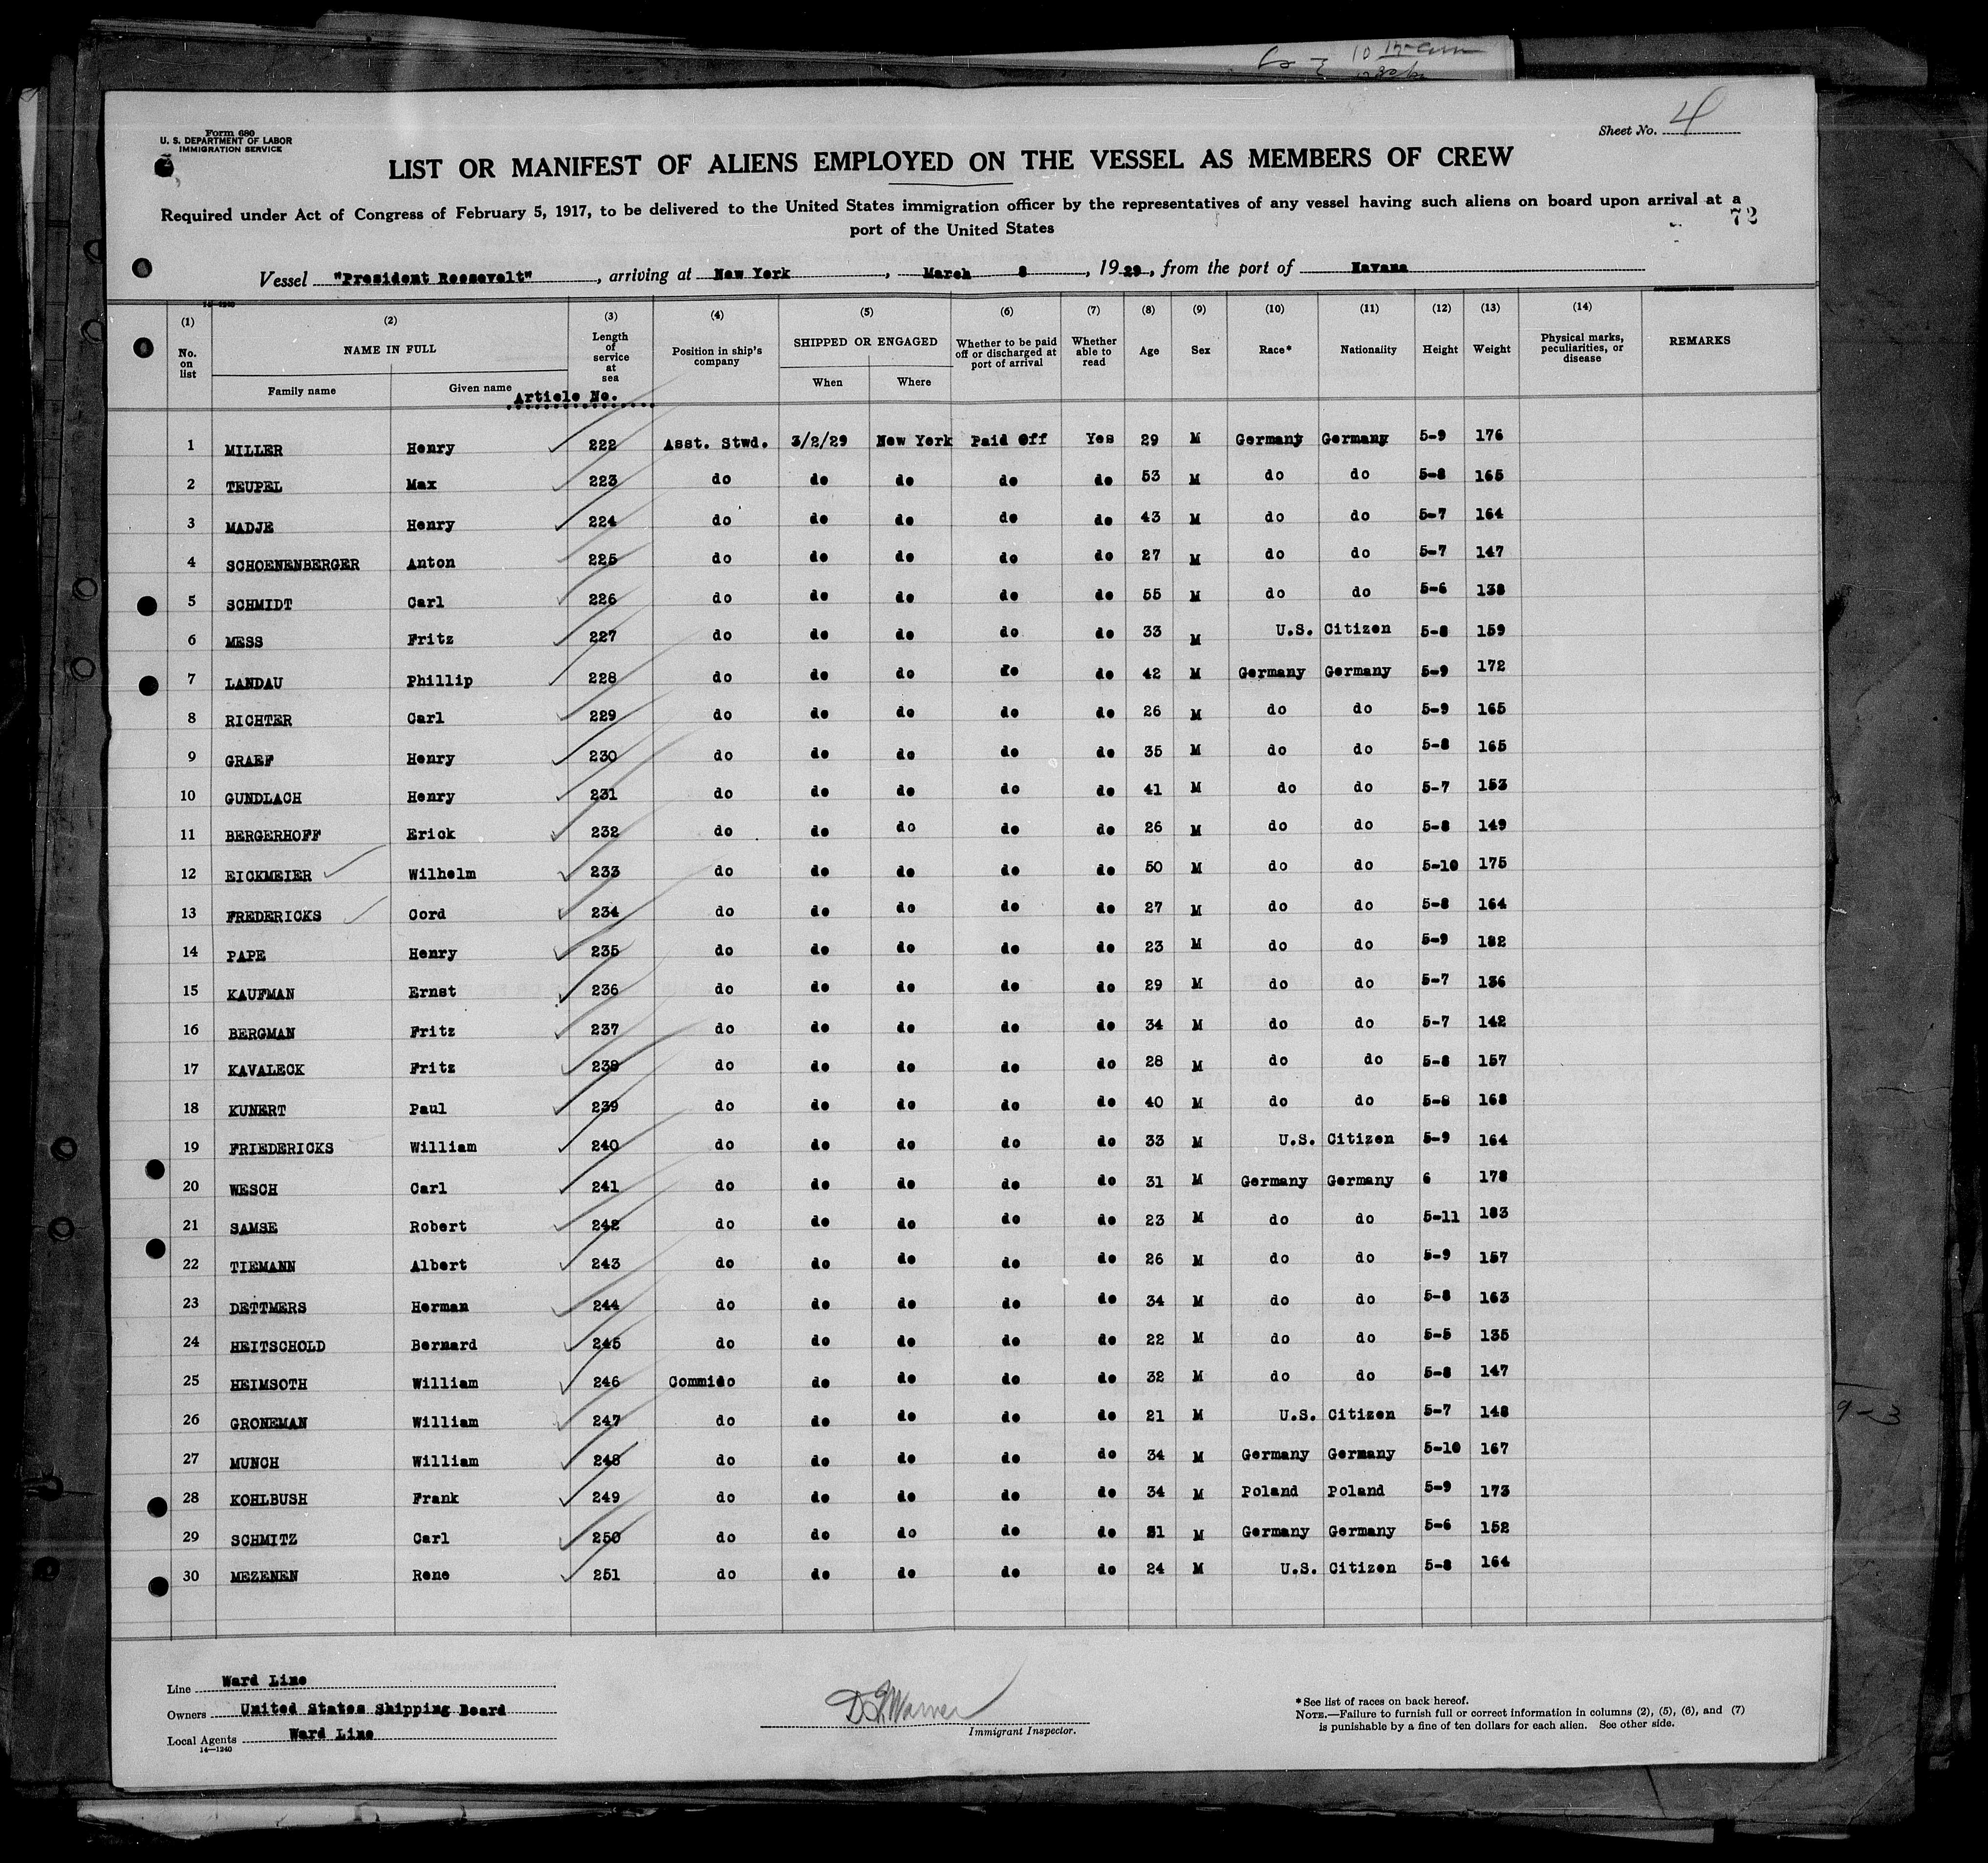 Form 680
U. S. DEPARTMENT OF LABOR
IMMIGRATION SERVICE
Sheet No. 4
LIST OR MANIFEST OF ALIENS EMPLOYED ON THE VESSEL AS MEMBERS OF CREW
Required under Act of Congress of February 5, 1917, to be delivered to the United States immigration officer by the representatives of any vessel having such aliens on board upon arrival at a
port of the United States
72
Vessel "President Roosevelt", arriving at New York, March 8, 1929, from the port of Havana
(1) (2) (3) (4) (5) (6) (7) (8) (9) (10) (11) (12) (13) (14)
No. on list NAME IN FULL Length of service at sea Position in ship's company SHIPPED OR ENGAGED Whether to be paid off or discharged at port of arrival Whether able to read Age Sex Race* Nationality Height Weight Physical marks, peculiarities, or disease REMARKS
Family name Given name When Where
Article No.
1 MILLER Henry 222 Asst. Stwd. 3/2/29 New York Paid Off Yes 29 M Germany Germany 5-9 176
2 TEUPEL Max 223 do do do do do 53 M do do 5-8 165
3 MADJE Henry 224 do do do do do 43 M do do 5-7 164
4 SCHOENENBERGER Anton 225 do do do do do 27 M do do 5-7 147
5 SCHMIDT Carl 226 do do do do do 55 M do do 5-6 138
6 MESS Fritz 227 do do do do do 33 M U.S. Citizen 5-8 159
7 LANDAU Phillip 228 do do do do do 42 M Germany Germany 5-9 172
8 RICHTER Carl 229 do do do do do 26 M do do 5-9 165
9 GRAEF Henry 230 do do do do do 35 M do do 5-8 165
10 GUNDLACH Henry 231 do do do do do 41 M do do 5-7 153
11 BERGERHOFF Erick 232 do do do do do 26 M do do 5-8 149
12 EICKMEIER Wilhelm 233 do do do do do 50 M do do 5-10 175
13 FREDERICKS Cord 234 do do do do do 27 M do do 5-8 164
14 PAPE Henry 235 do do do do do 23 M do do 5-9 182
15 KAUFMAN Ernst 236 do do do do do 29 M do do 5-7 136
16 BERGMAN Fritz 237 do do do do do 34 M do do 5-7 142
17 KAVALECK Fritz 238 do do do do do 28 M do do 5-8 157
18 KUNERT Paul 239 do do do do do 40 M do do 5-8 168
19 FRIEDERICKS William 240 do do do do do 33 M U.S. Citizen 5-9 164
20 WESCH Carl 241 do do do do do 31 M Germany Germany 6 178
21 SAMSE Robert 242 do do do do do 23 M do do 5-11 183
22 TIEMANN Albert 243 do do do do do 26 M do do 5-9 157
23 DETTMERS Herman 244 do do do do do 34 M do do 5-8 163
24 HEITSCHOLD Bernard 245 do do do do do 22 M do do 5-5 135
25 HEIMSOTH William 246 do do do do 32 M do do 5-8 147
26 GRONEMAN William 247 do do do do do 21 M U.S. Citizen 5-7 148
27 MUNCH William 248 do do do do do 34 M Germany Germany 5-10 167
28 KOHLBUSH Frank 249 do do do do do 34 M Poland Poland 5-9 173
29 SCHMITZ Carl 250 do do do do do M Germany Germany 5-6 152
30 MEZENEN Rene 251 do do do do do 24 M U.S. Citizen 5-8 164
Line Ward Line
Owners United States Shipping Board
Local Agents Ward Line
14—1240
Immigrant Inspector.
*See list of races on back hereof.
NOTE.—Failure to furnish full or correct information in columns (2), (5), (6), and (7)
is punishable by a fine of ten dollars for each alien. See other side.
9-3